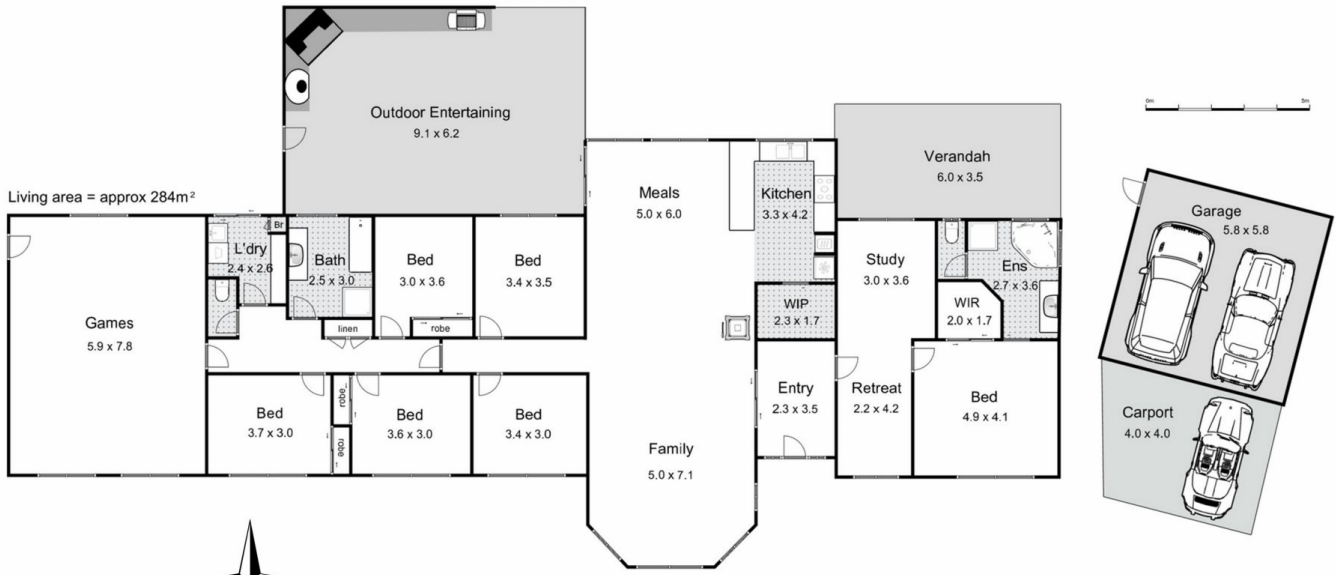 Outdoor Entertaining
9.1 x 6.2
0m
5m
Verandah
6.0 x 3.5
Meals
5.0 x 6.0
Kitchen
3.3 x 4.2
Living area = approx 284m²
Garage
5.8 x 5.8
Br
L'dry
2.4 x 2.6
Bath
2.5 x 3.0
Bed
3.0 x 3.6
Bed
3.4 x 3.5
Study
3.0 x 3.6
Ens
2.7 x 3.6
WIP
2.3 x 1.7
WIR
2.0 x 1.7
Games
5.9 x 7.8
linen
robe
Bed
3.7 x 3.0
robe
robe
Bed
3.6 x 3.0
Bed
3.4 x 3.0
Entry
2.3 x 3.5
Retreat
2.2 x 4.2
Bed
4.9 x 4.1
Carport
4.0 x 4.0
Family
5.0 x 7.1